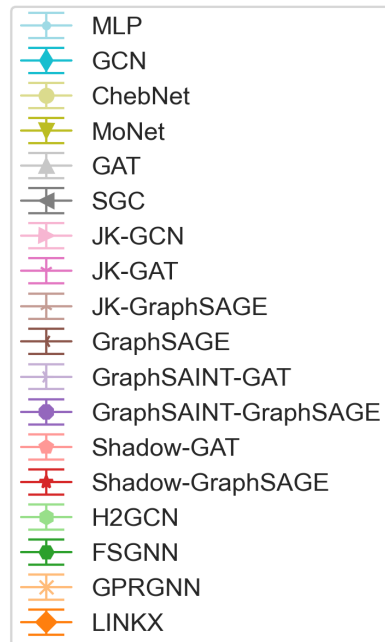 MLP
GCN
ChebNet
MoNet
GAT
SGC
JK-GCN
JK-GAT
JK-GraphSAGE
GraphSAGE
GraphSAINT-GAT
GraphSAINT-GraphSAGE
Shadow-GAT
Shadow-GraphSAGE
H2GCN
FSGNN
GPRGNN
LINKX